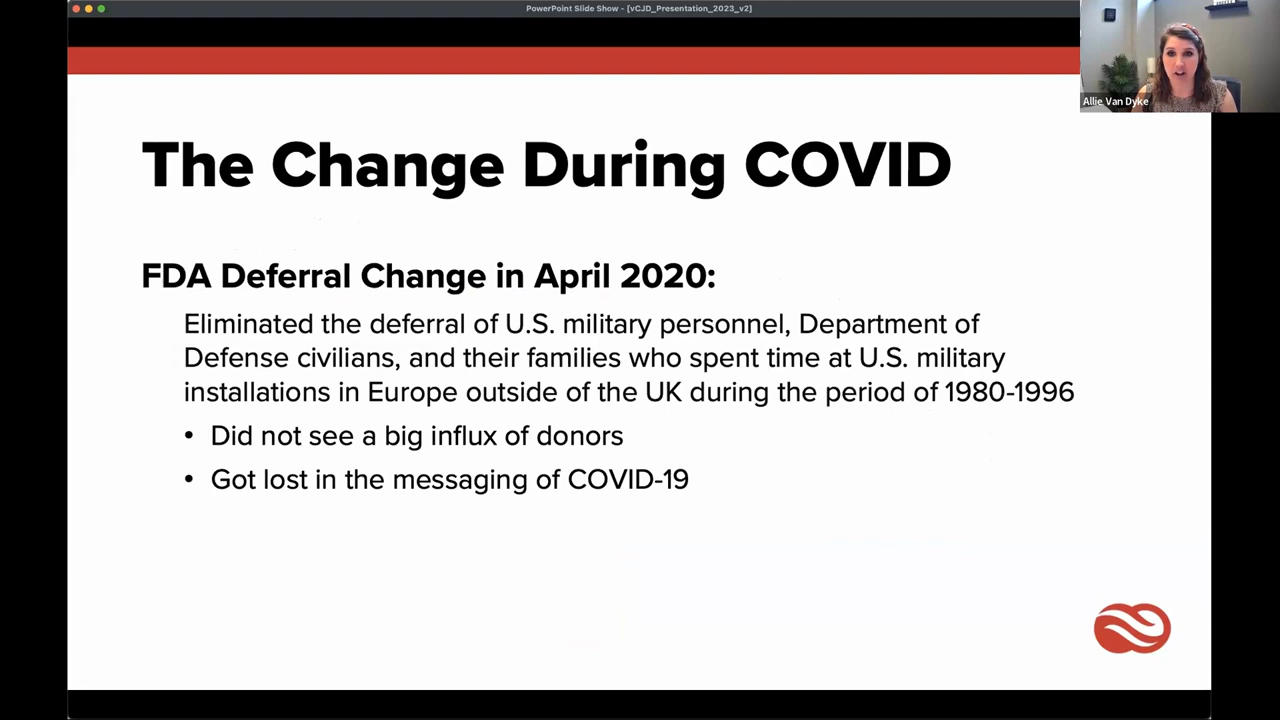 PowerPoint Slide Show - [vCJD_Presentation_2023_v2]
Allie Van Dyke
The Change During COVID
FDA Deferral Change in April 2020:
Eliminated the deferral of U.S. military personnel, Department of
Defense civilians, and their families who spent time at U.S. military
installations in Europe outside of the UK during the period of 1980-1996
• Did not see a big influx of donors
• Got lost in the messaging of COVID-19